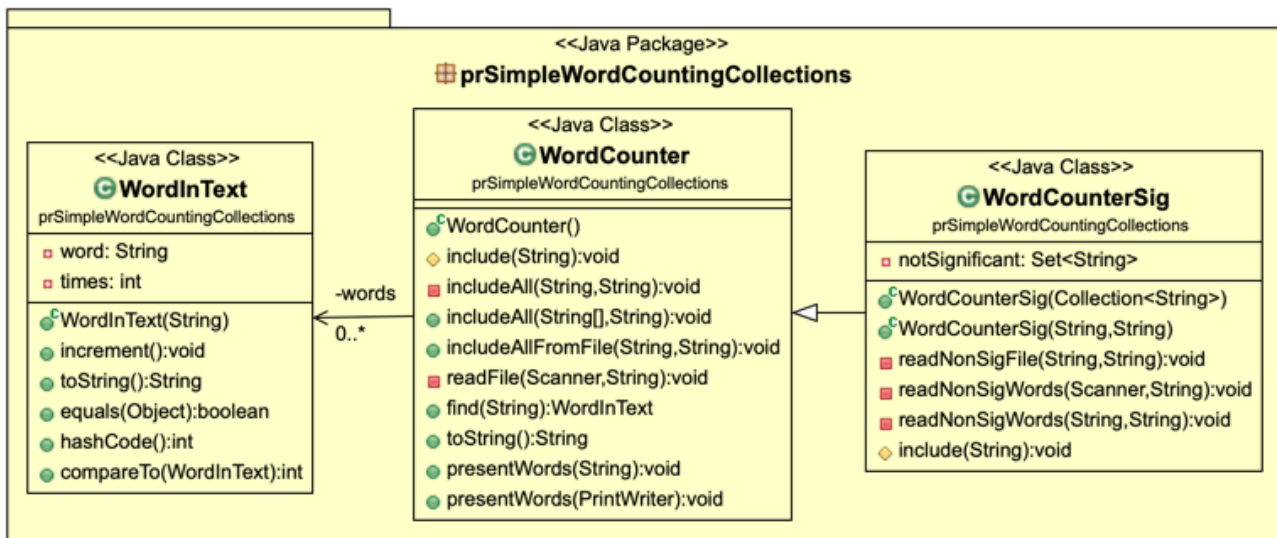 <<Java Package>>
prSimpleWordCountingCollections
<<Java Class>>
WordInText
prSimpleWordCountingCollections
word: String
times: int
WordInText(String)
increment():void
toString():String
equals(Object):boolean
hashCode():int
compareTo(WordInText):int
-words
0..*
<<Java Class>>
WordCounter
prSimpleWordCountingCollections
WordCounter()
include(String):void
includeAll(String,String):void
includeAll(String[],String):void
includeAllFromFile(String,String):void
readFile(Scanner,String):void
find(String):WordInText
toString():String
presentWords(String):void
presentWords(PrintWriter):void
<<Java Class>>
WordCounterSig
prSimpleWordCountingCollections
notSignificant: Set<String>
WordCounterSig(Collection<String>)
WordCounterSig(String,String)
readNonSigFile(String,String):void
readNonSigWords(Scanner,String):void
readNonSigWords(String,String):void
include(String):void